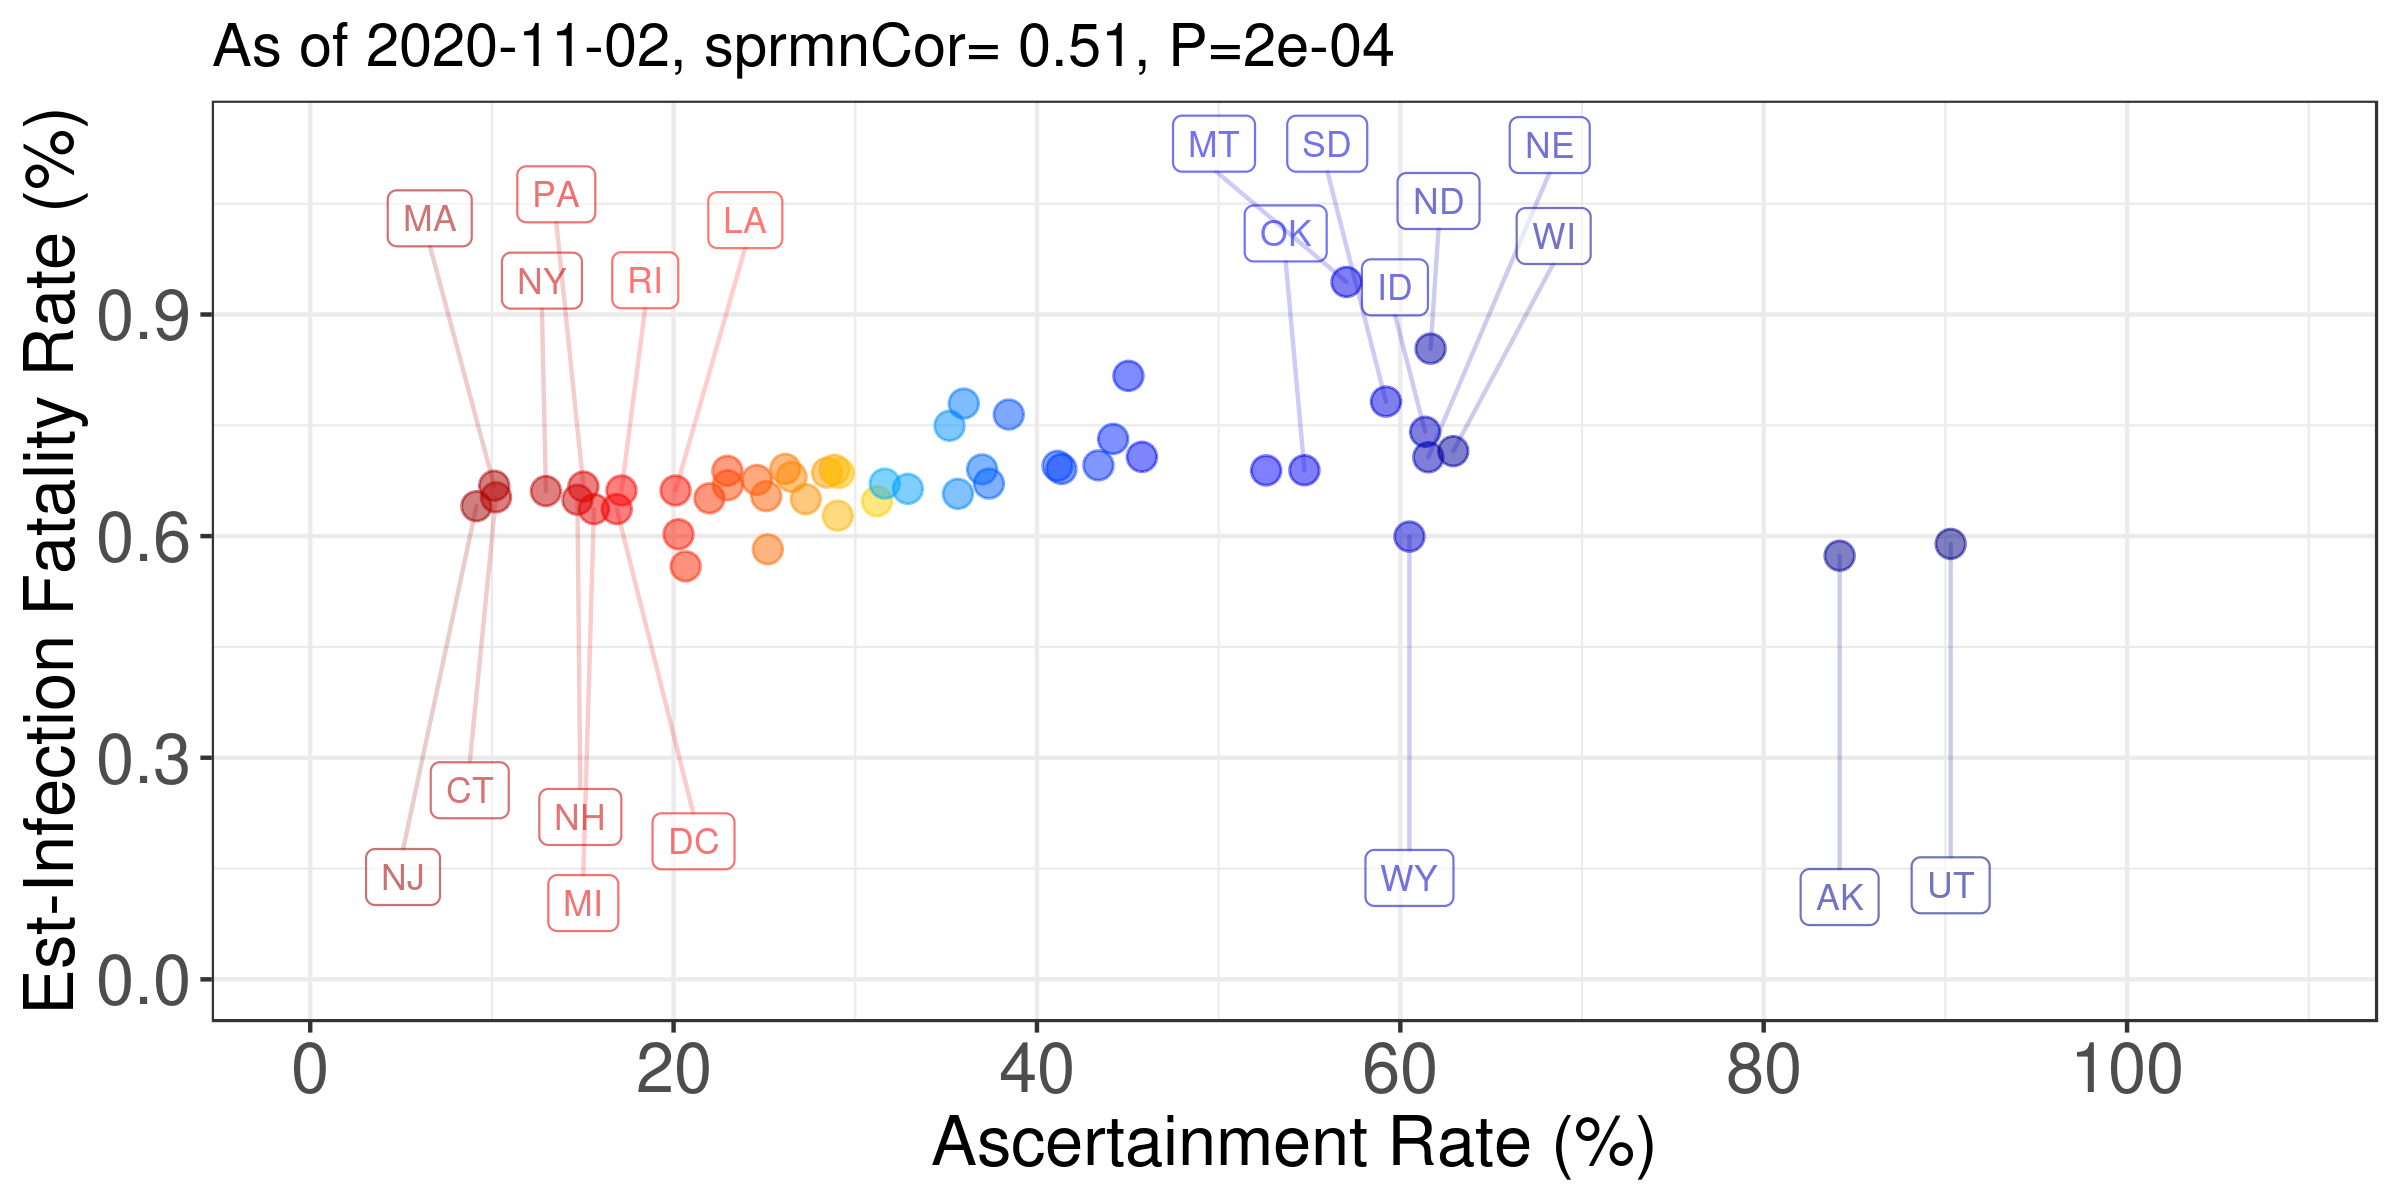 As of 2020-11-02, sprmnCor= 0.51, P=2e-04
Est-Infection Fatality Rate (%)
0.9
0.6
0.3
0.0
MA
PA
NY
RI
LA
MT
SD
OK
ND
ID
NE
WI
CT
NJ
NH
MI
DC
WY
AK
UT
0 20 40 60 80 100
Ascertainment Rate (%)